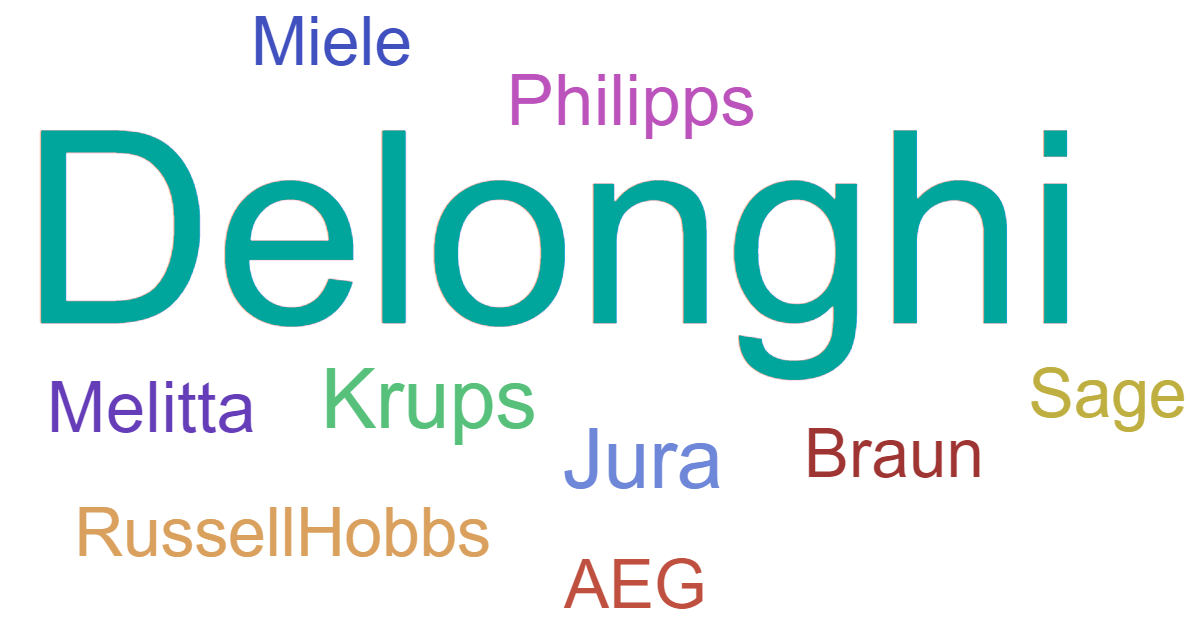 Miele
Philipps
Delonghi
Melitta
Krups
Sage
Jura
Braun
RussellHobbs
AEG